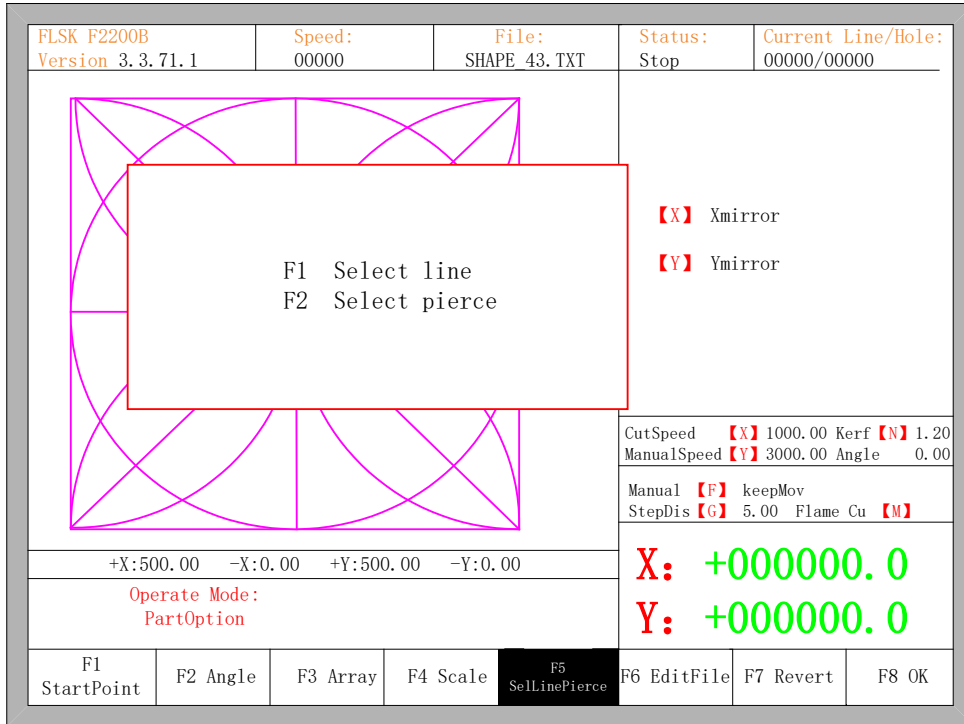 FLSK F2200B
Version 3.3.71.1
Speed:
00000
File:
SHAPE_43.TXT
Status:
Stop
Current Line/Hole:
00000/00000
F1 Select line
F2 Select pierce
【X】 Xmirror
【Y】 Ymirror
CutSpeed 【X】 1000.00 Kerf【N】 1.20
ManualSpeed【Y】 3000.00 Angle 0.00
Manual 【F】 keepMov
StepDis【G】 5.00 Flame Cu 【M】
+X:500.00 -X:0.00 +Y:500.00 -Y:0.00
Operate Mode:
PartOption
X: +000000.0
Y: +000000.0
F1
StartPoint
F2 Angle
F3 Array
F4 Scale
F5
SelLinePierce
F6 EditFile
F7 Revert
F8 OK